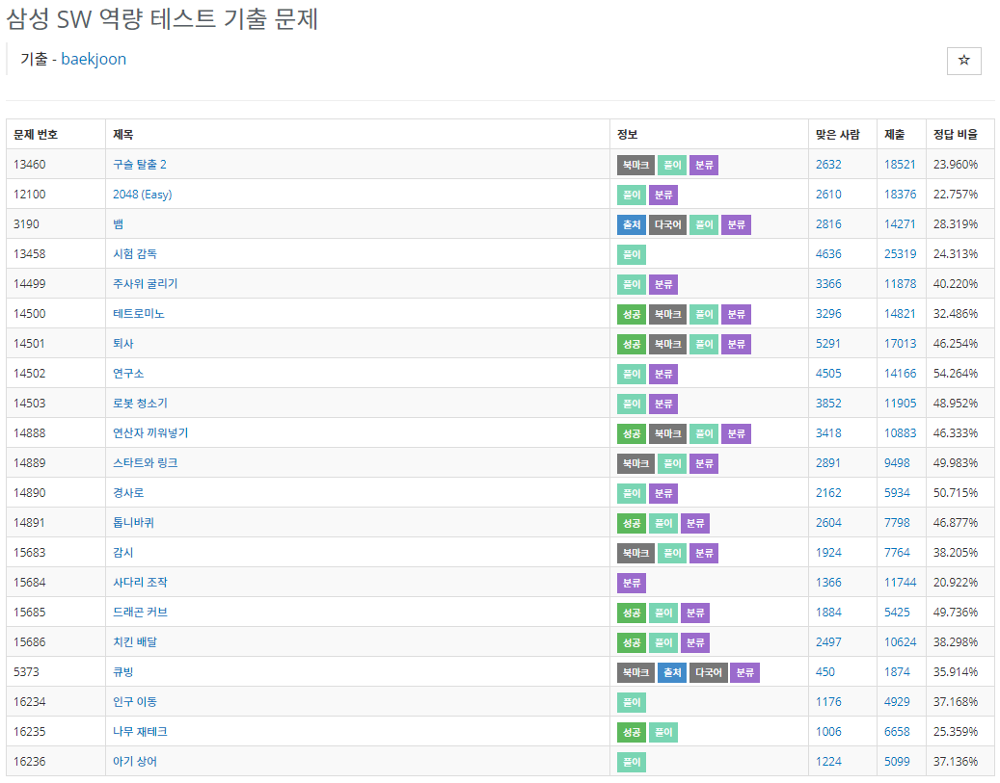 삼성 SW 역량 테스트 기출 문제
기출 - baekjoon
☆
문제 번호 제목 정보 맞은 사람 제출 정답 비율
13460 구슬 탈출 2 북마크 풀이 분류 2632 18521 23.960%
12100 2048 (Easy) 풀이 분류 2610 18376 22.757%
3190 뱀 출처 다국어 풀이 분류 2816 14271 28.319%
13458 시험 감독 풀이 4636 25319 24.313%
14499 주사위 굴리기 풀이 분류 3366 11878 40.220%
14500 테트로미노 성공 북마크 풀이 분류 3296 14821 32.486%
14501 퇴사 성공 북마크 풀이 분류 5291 17013 46.254%
14502 연구소 풀이 분류 4505 14166 54.264%
14503 로봇 청소기 풀이 분류 3852 11905 48.952%
14888 연산자 끼워넣기 성공 북마크 풀이 분류 3418 10883 46.333%
14889 스타트와 링크 북마크 풀이 분류 2891 9498 49.983%
14890 경사로 풀이 분류 2162 5934 50.715%
14891 톱니바퀴 성공 풀이 분류 2604 7798 46.877%
15683 감시 북마크 풀이 분류 1924 7764 38.205%
15684 사다리 조작 분류 1366 11744 20.922%
15685 드래곤 커브 성공 풀이 분류 1884 5425 49.736%
15686 치킨 배달 성공 풀이 분류 2497 10624 38.298%
5373 큐빙 북마크 출처 다국어 분류 450 1874 35.914%
16234 인구 이동 풀이 1176 4929 37.168%
16235 나무 재테크 성공 풀이 1006 6658 25.359%
16236 아기 상어 풀이 1224 5099 37.136%